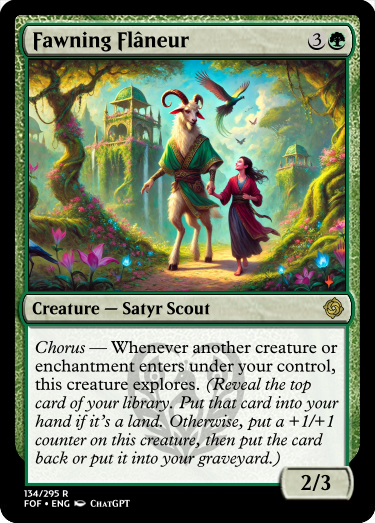 Fawning Flâneur 3
Creature — Satyr Scout
Chorus — Whenever another creature or
enchantment enters under your control,
this creature explores. (Reveal the top
card of your library. Put that card into your
hand if it's a land. Otherwise, put a +1/+1
counter on this creature, then put the card
back or put it into your graveyard.)
2/3
134/295 R
FOF • ENG ChatGPT